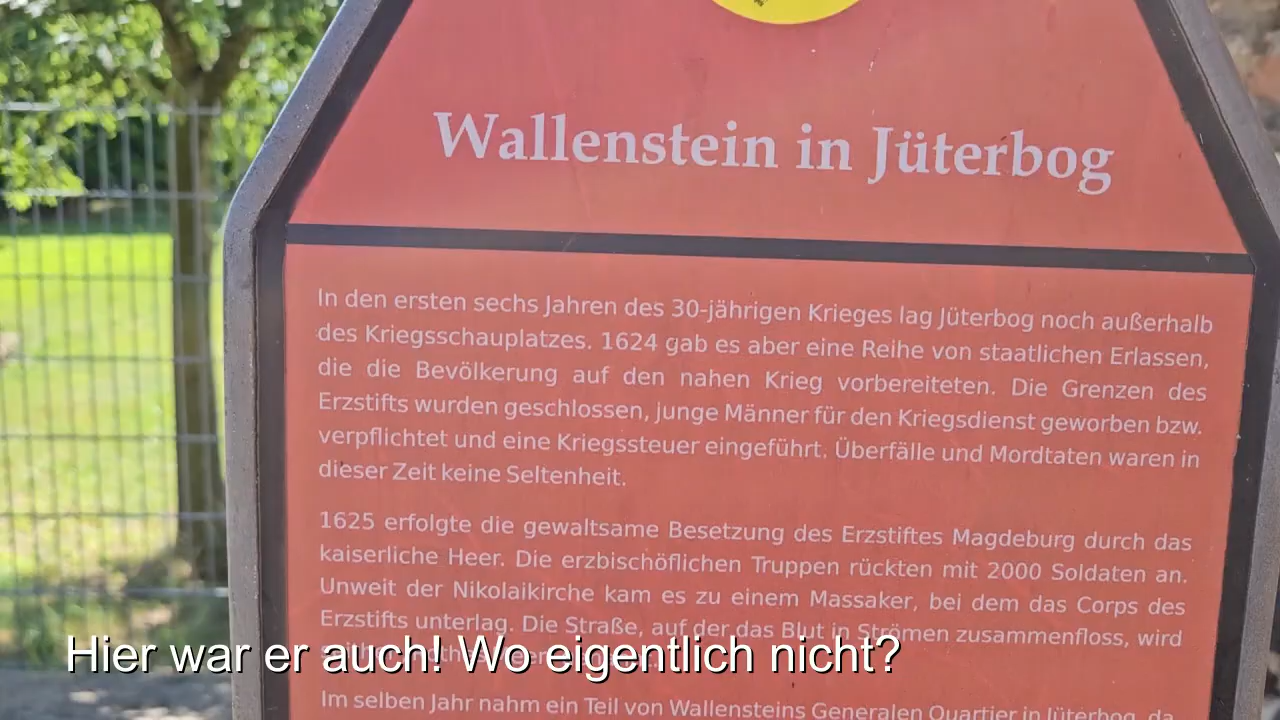 Wallenstein in Jüterbog
In den ersten sechs Jahren des 30-jährigen Krieges lag Jüterbog noch außerhalb
des Kriegsschauplatzes. 1624 gab es aber eine Reihe von staatlichen Erlassen,
die die Bevölkerung auf den nahen Krieg vorbereiteten. Die Grenzen des
Erzstifts wurden geschlossen, junge Männer für den Kriegsdienst geworben bzw.
verpflichtet und eine Kriegssteuer eingeführt. Überfälle und Mordtaten waren in
dieser Zeit keine Seltenheit.
1625 erfolgte die gewaltsame Besetzung des Erzstiftes Magdeburg durch das
kaiserliche Heer. Die erzbischöflichen Truppen rückten mit 2000 Soldaten an.
Unweit der Nikolaikirche kam es zu einem Massaker, bei dem das Corps des
Erzstifts unterlag. Die Straße, auf der das Blut in Strömen zusammenfloss, wird
Hier war er auch! Wo eigentlich nicht?
Im selben Jahr nahm ein Teil von Wallensteins Generalen Quartier in Jüterbog, da